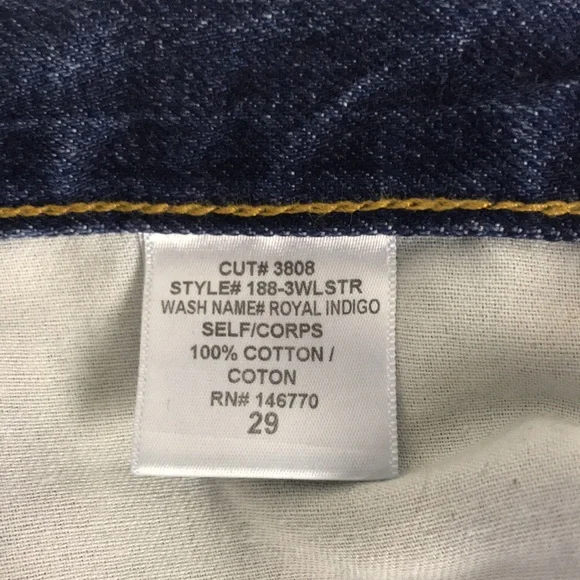 CUT# 3808
STYLE# 188-3WLSTR
WASH NAME# ROYAL INDIGO
SELF/CORPS
100% COTTON /
COTON
RN# 146770
29